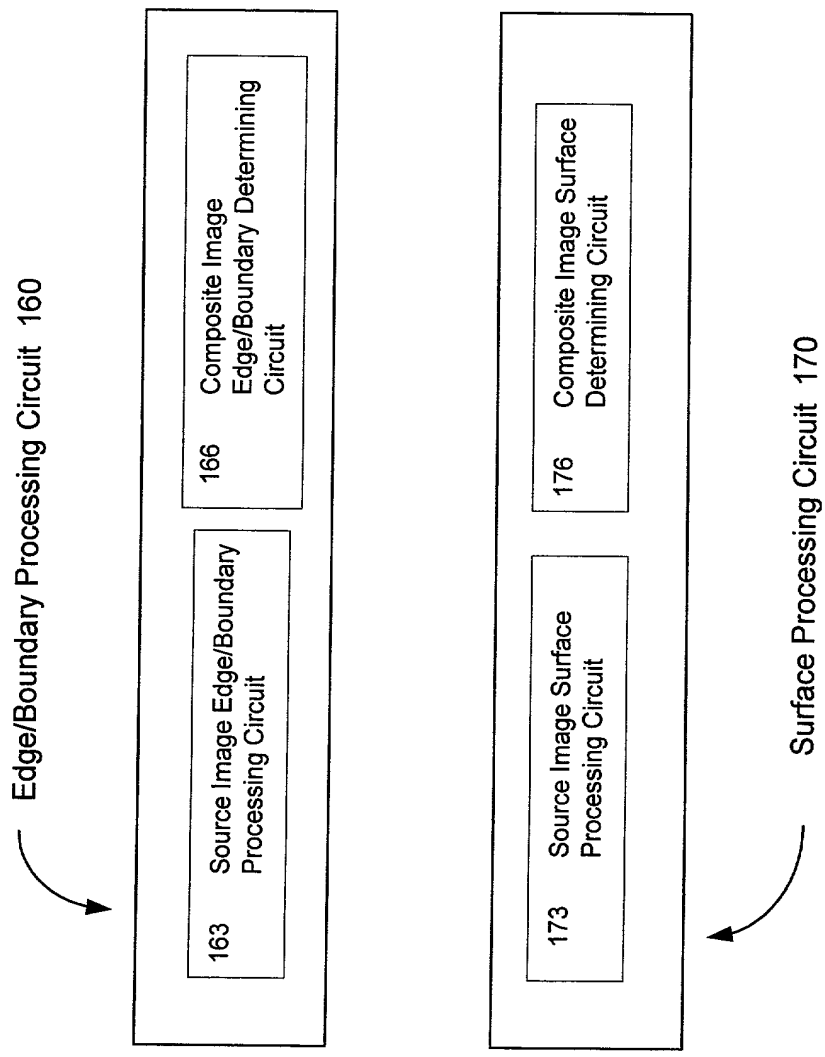 Edge/Boundary Processing Circuit 160
163 Source Image Edge/Boundary
Processing Circuit
166 Composite Image
Edge/Boundary Determining
Circuit
173 Source Image Surface
Processing Circuit
176 Composite Image Surface
Determining Circuit
Surface Processing Circuit 170